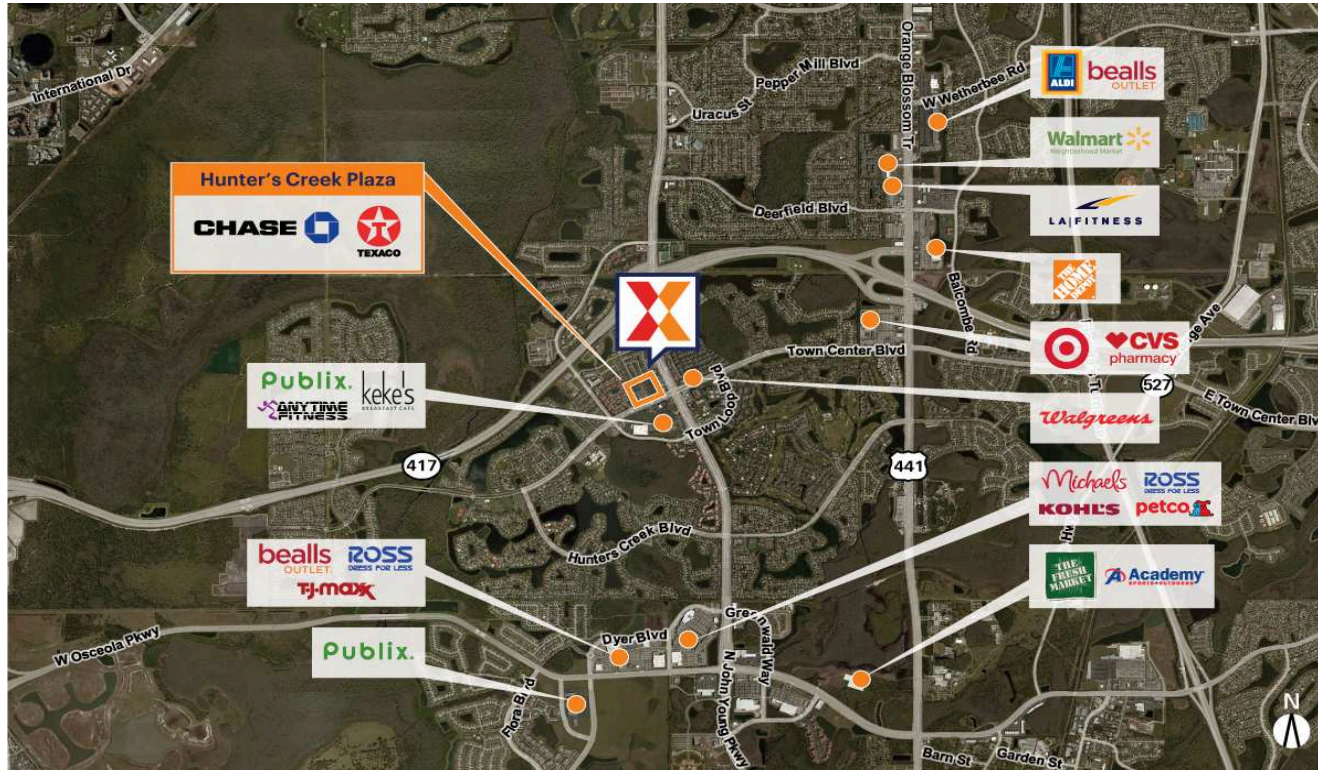 International Dr
Uracus St
Pepper Mill Blvd
Orange Blossom Tr
W Wetherbee Rd
ALDI
bealls
OUTLET
Walmart
Neighborhood Market
LA|FITNESS
Deerfield Blvd
Hunter's Creek Plaza
CHASE
TEXACO
THE HOME DEPOT
Balcombe Rd
Town Center Blvd
CVS
pharmacy
527
E Town Center Blv
Walgreens
Publix.
ANYTIME
FITNESS
keke's
BREAKFAST CAFE
Town Loop Blvd
417
441
Hunters Creek Blvd
Michaels
ROSS
DRESS FOR LESS
KOHL'S
petco
bealls
OUTLET
ROSS
DRESS FOR LESS
T·J·maxx
THE
FRESH
MARKET
Academy
SPORTS+OUTDOORS
W Osceola Pkwy
Dyer Blvd
Greenwald Way
Publix.
Flora Blvd
N John Young Pkwy
Barn St
Garden St
N